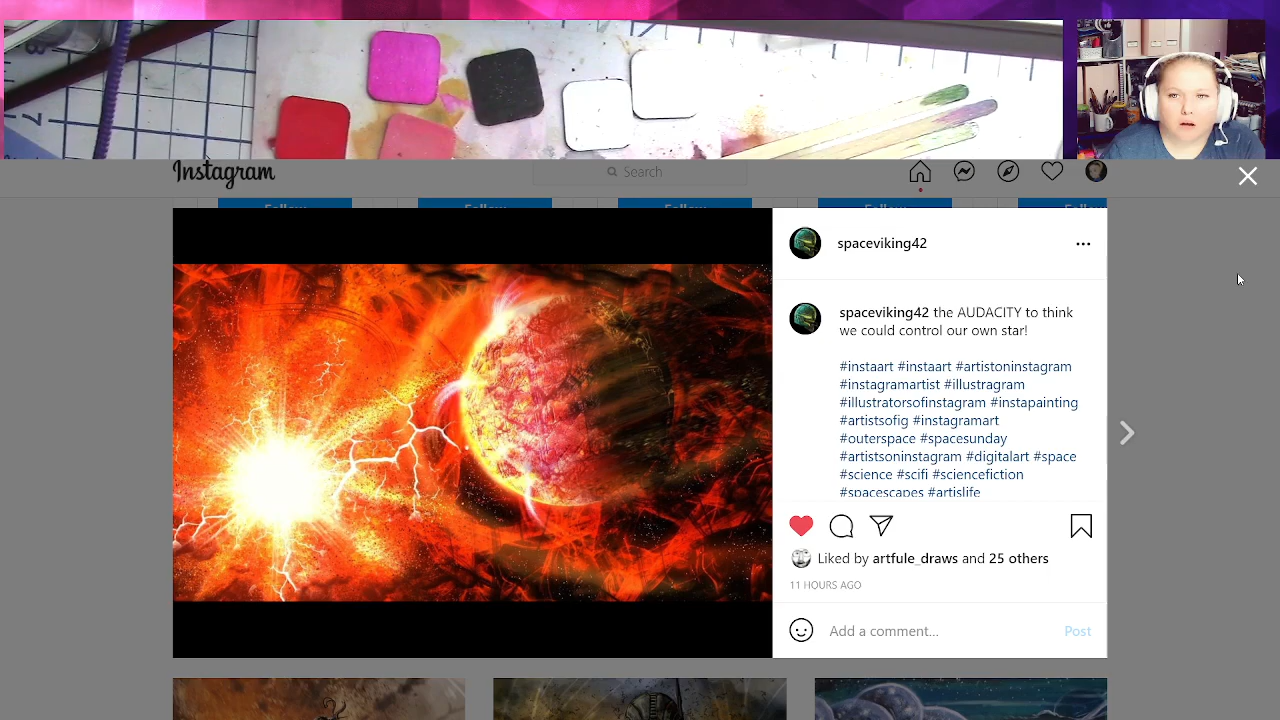 Instagram
Search
spaceviking42
spaceviking42 the AUDACITY to think
we could control our own star!
#instaart #instaart #artistoninstagram
#instagramartist #illustragram
#illustratorsofinstagram #instapainting
#artistsofig #instagramart
#outerspace #spacesunday
#artistsoninstagram #digitalart #space
#science #scifi #sciencefiction
#spacescapes #artislife
Liked by artfule_draws and 25 others
11 HOURS AGO
Add a comment...
Post